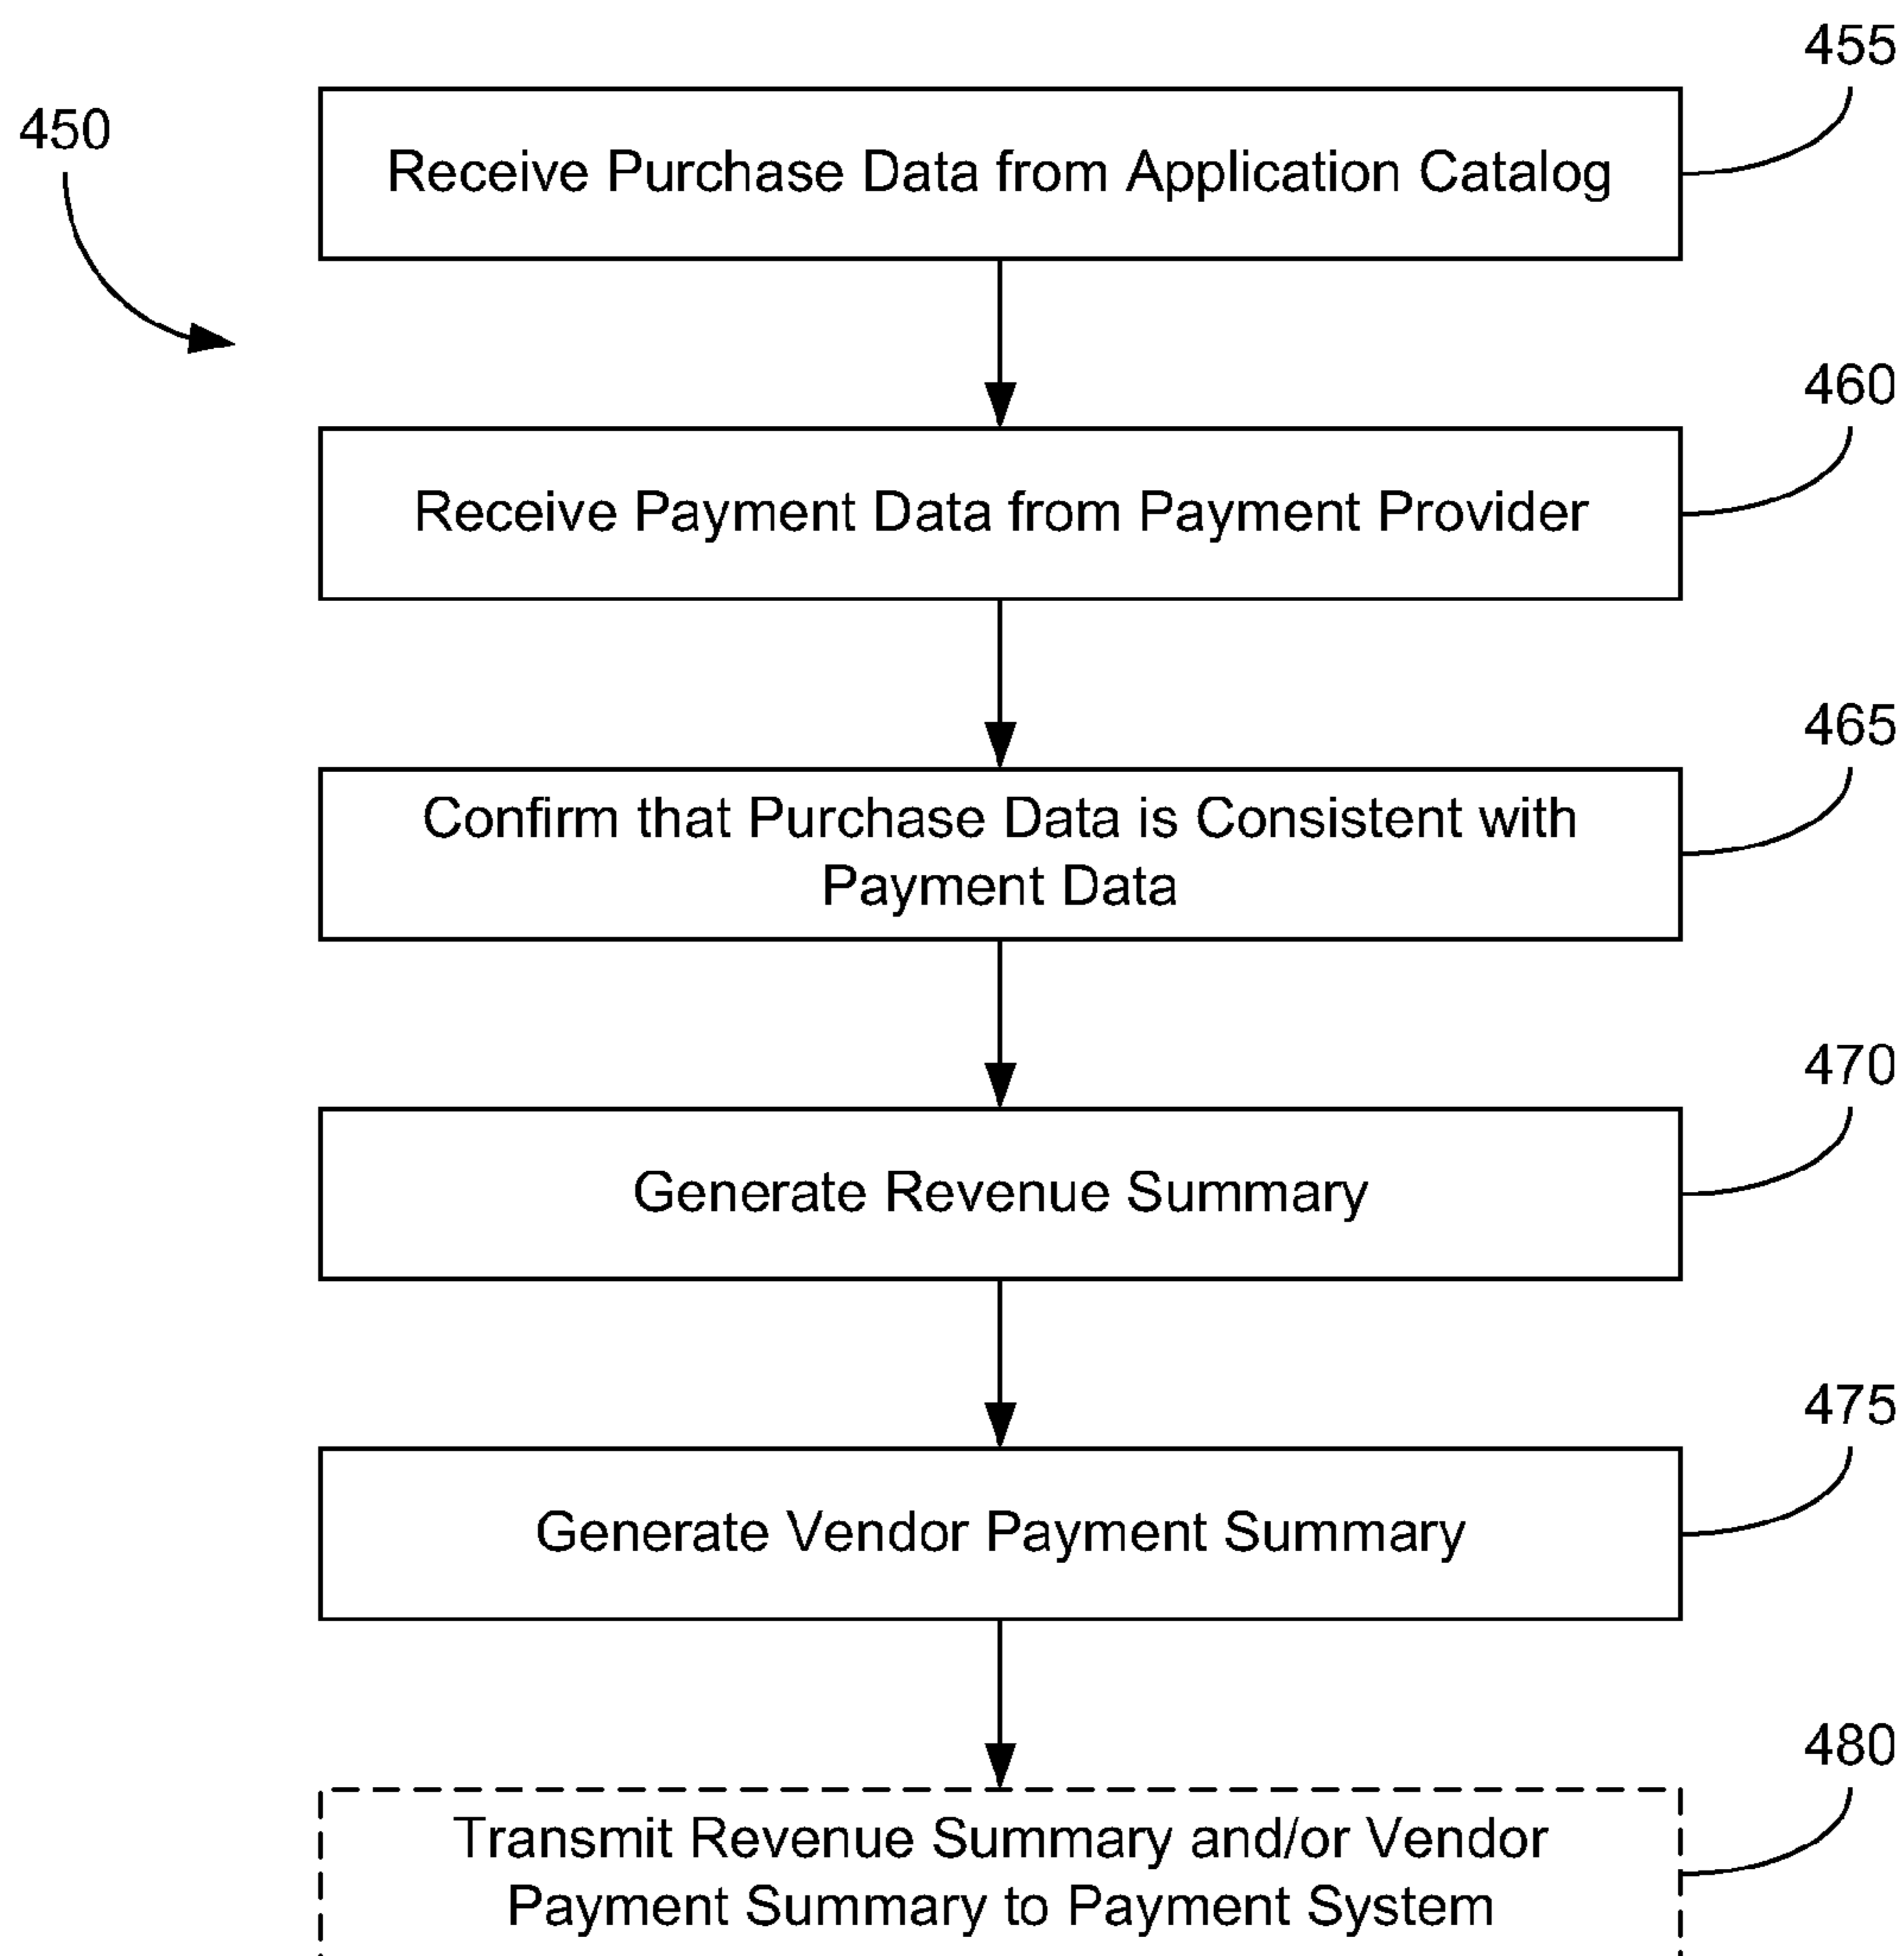 455
450
Receive Purchase Data from Application Catalog
460
Receive Payment Data from Payment Provider
465
Confirm that Purchase Data is Consistent with
Payment Data
470
Generate Revenue Summary
475
Generate Vendor Payment Summary
480
Transmit Revenue Summary and/or Vendor
Payment Summary to Payment System